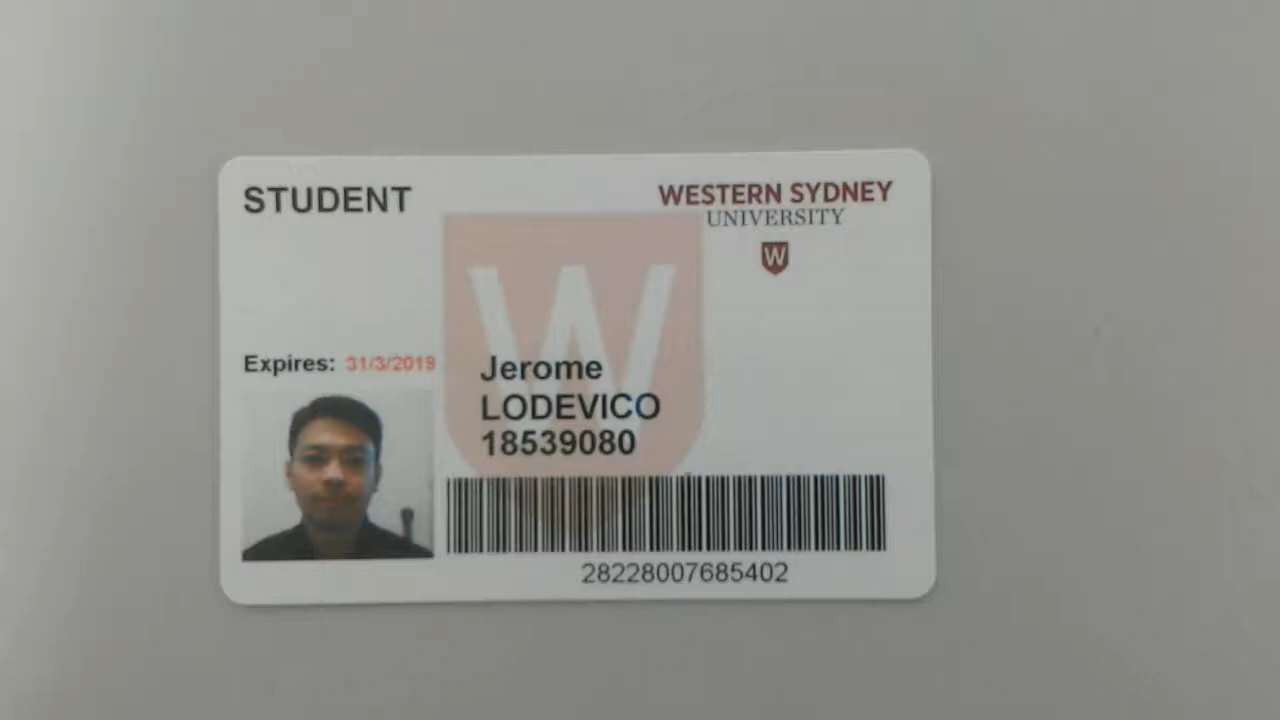 STUDENT
WESTERN SYDNEY
UNIVERSITY
W
W
Expires: 31/3/2019
Jerome
LODEVICO
18539080
28228007685402